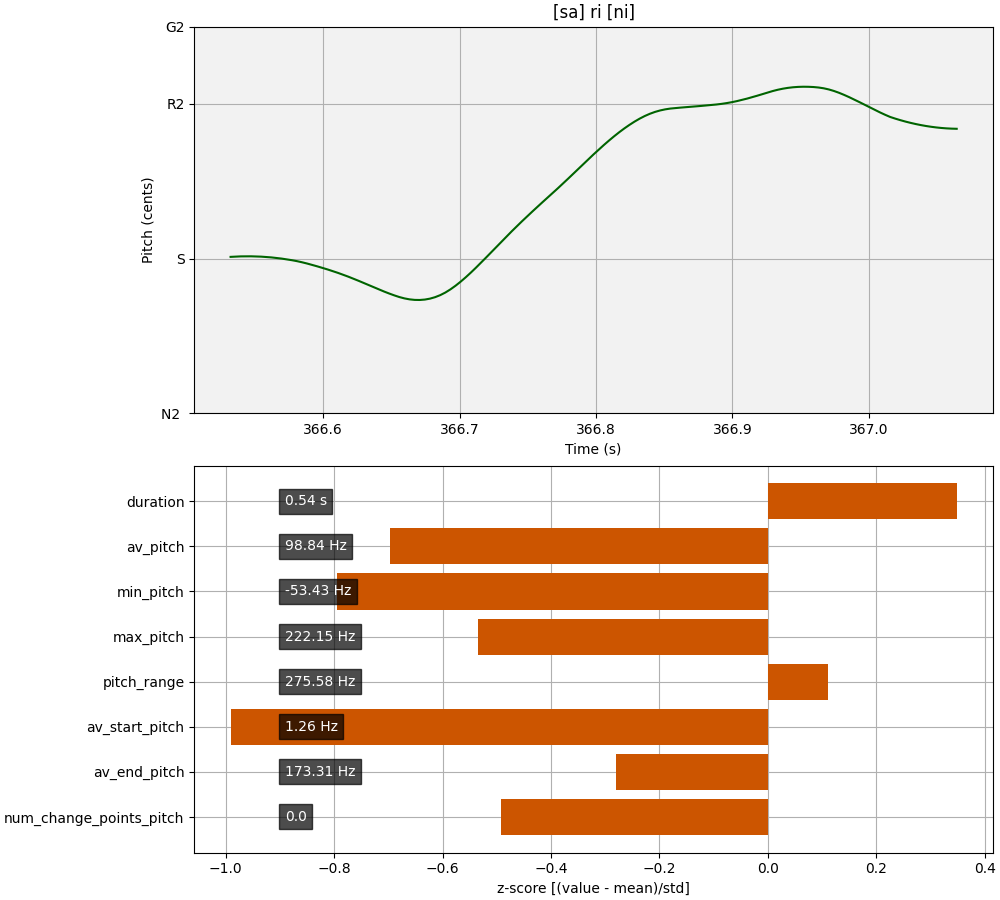 [sa] ri [ni]
G2
R2
S
N2
Pitch (cents)
366.6 366.7 366.8 366.9 367.0
Time (s)
duration 0.54 s
av_pitch 98.84 Hz
min_pitch -53.43 Hz
max_pitch 222.15 Hz
pitch_range 275.58 Hz
av_start_pitch 1.26 Hz
av_end_pitch 173.31 Hz
num_change_points_pitch 0.0
−1.0 −0.8 −0.6 −0.4 −0.2 0.0 0.2 0.4
z-score [(value - mean)/std]